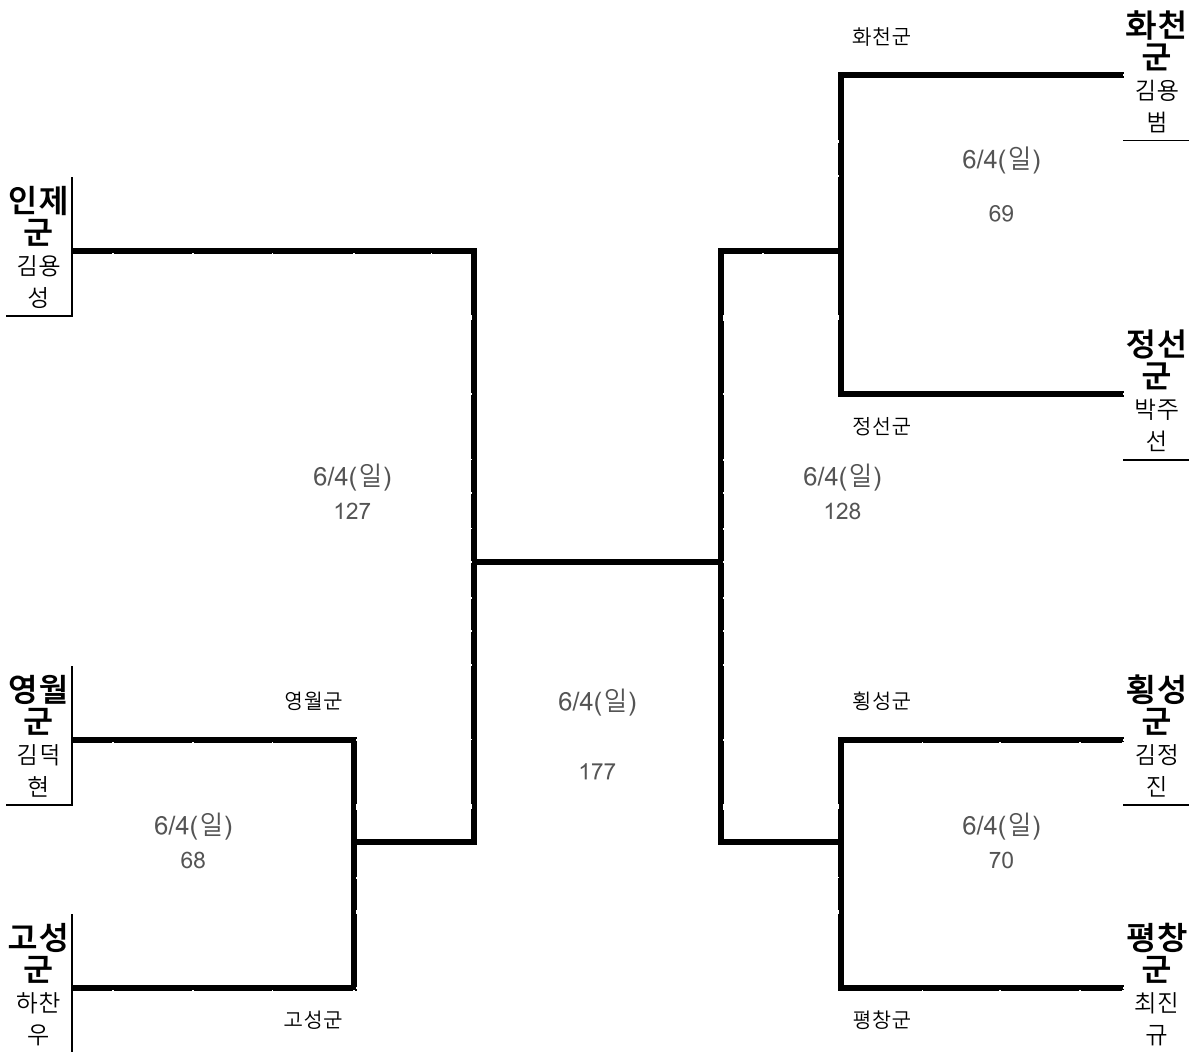 화천군
화천
군
김용
범
6/4(일)
69
인제
군
김용
성
정선
군
박주
선
정선군
6/4(일)
127
6/4(일)
128
영월
군
김덕
현
영월군
6/4(일)
177
횡성군
횡성
군
김정
진
6/4(일)
68
6/4(일)
70
고성
군
하찬
우
고성군
평창
군
최진
규
평창군